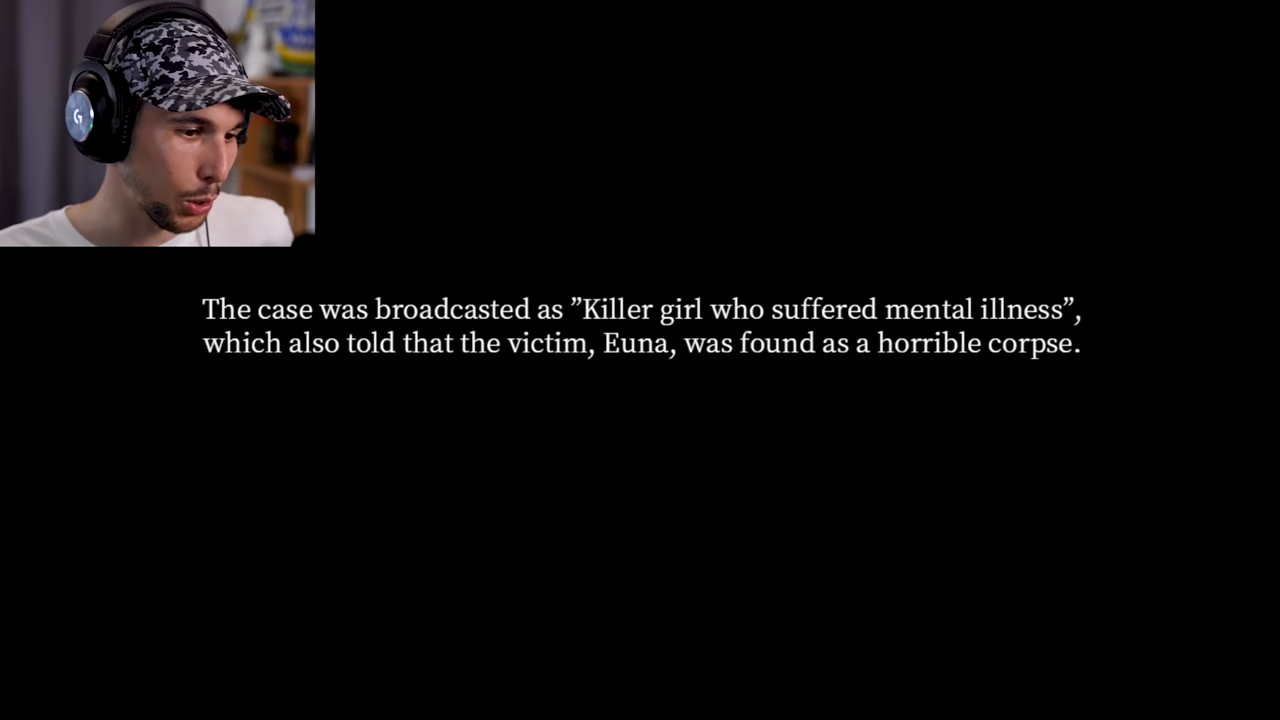 The case was broadcasted as ”Killer girl who suffered mental illness”,
which also told that the victim, Euna, was found as a horrible corpse.